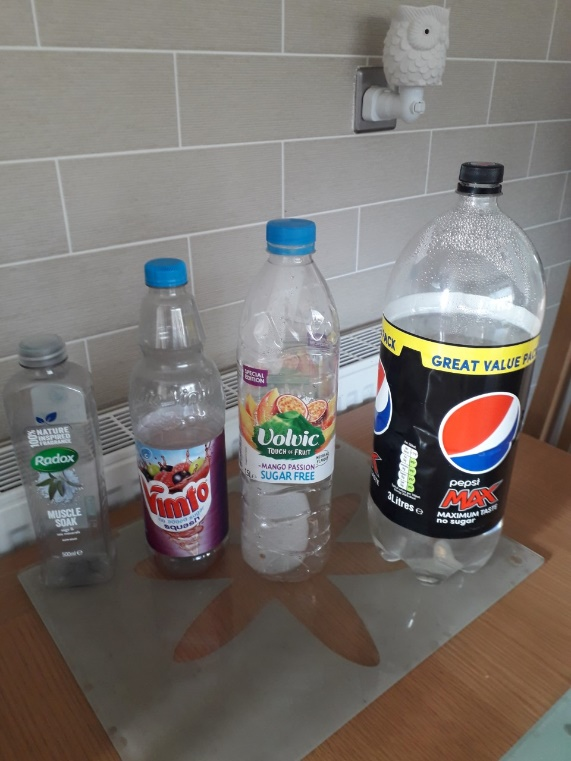 100% NATURE
INSPIRED
FRAGRANCE
Radox
MUSCLE
SOAK
500ml e
Vimto
squash
SPECIAL
EDITION
Volvic
TOUCH OF FRUIT
MANGO PASSION
SUGAR FREE
GREAT VALUE PACK
pepsi
MAX
MAXIMUM TASTE
no sugar
3Litres e